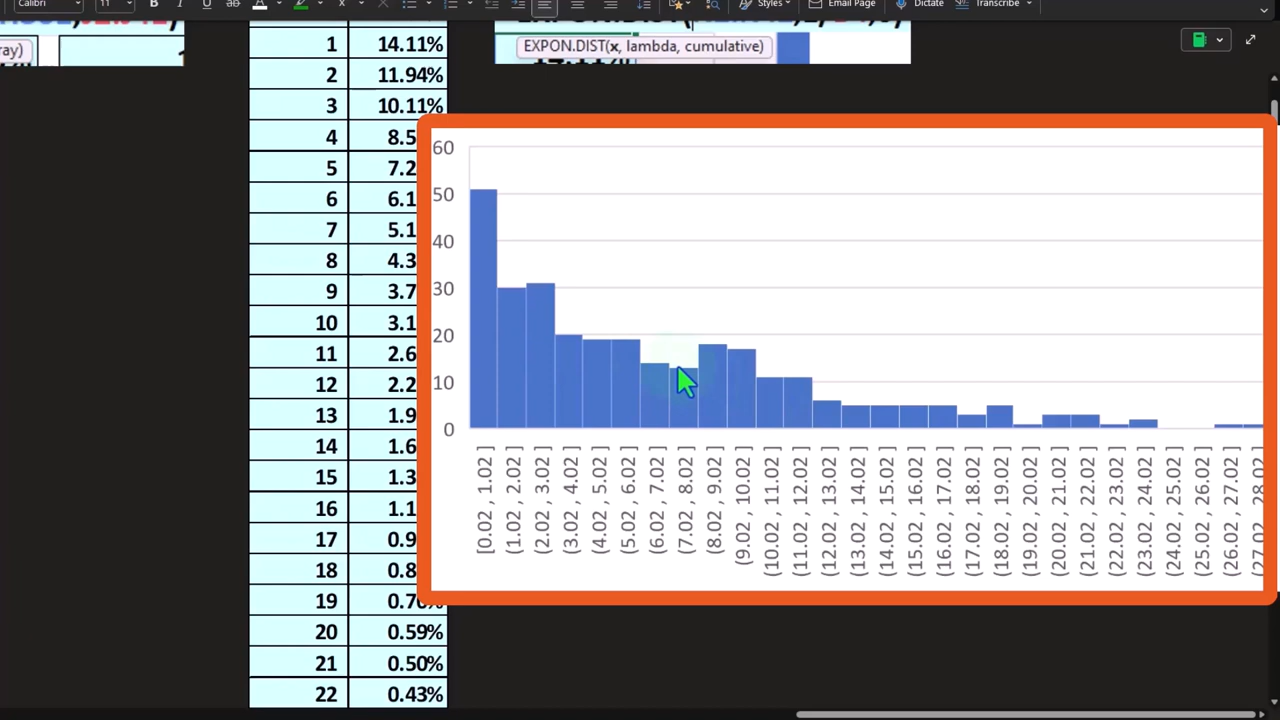 Calibri 11 B I U ab Styles Email Page Dictate Transcribe
ray)
EXPON.DIST(x, lambda, cumulative)
1 14.11%
2 11.94%
3 10.11%
4 8.5
5 7.2
6 6.1
7 5.1
8 4.3
9 3.7
10 3.1
11 2.6
12 2.2
13 1.9
14 1.6
15 1.3
16 1.1
17 0.9
18 0.8
19 0.70%
20 0.59%
21 0.50%
22 0.43%
60
50
40
30
20
10
0
[0.02 , 1.02 ]
(1.02 , 2.02 ]
(2.02 , 3.02 ]
(3.02 , 4.02 ]
(4.02 , 5.02 ]
(5.02 , 6.02 ]
(6.02 , 7.02 ]
(7.02 , 8.02 ]
(8.02 , 9.02 ]
(9.02 , 10.02 ]
(10.02 , 11.02 ]
(11.02 , 12.02 ]
(12.02 , 13.02 ]
(13.02 , 14.02 ]
(14.02 , 15.02 ]
(15.02 , 16.02 ]
(16.02 , 17.02 ]
(17.02 , 18.02 ]
(18.02 , 19.02 ]
(19.02 , 20.02 ]
(20.02 , 21.02 ]
(21.02 , 22.02 ]
(22.02 , 23.02 ]
(23.02 , 24.02 ]
(24.02 , 25.02 ]
(25.02 , 26.02 ]
(26.02 , 27.02 ]
(27.02 , 28.02 ]